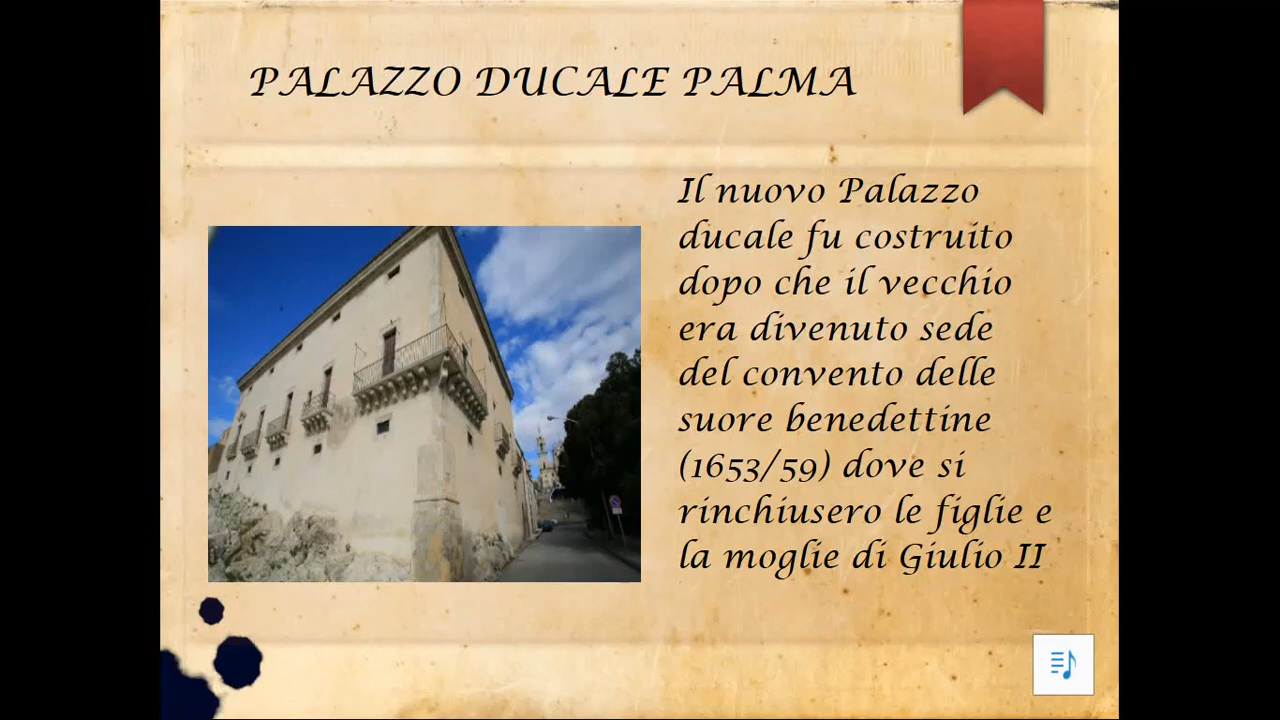 PALAZZO DUCALE PALMA
Il nuovo Palazzo
ducale fu costruito
dopo che il vecchio
era divenuto sede
del convento delle
suore benedettine
(1653/59) dove si
rinchiusero le figlie e
la moglie di Giulio II